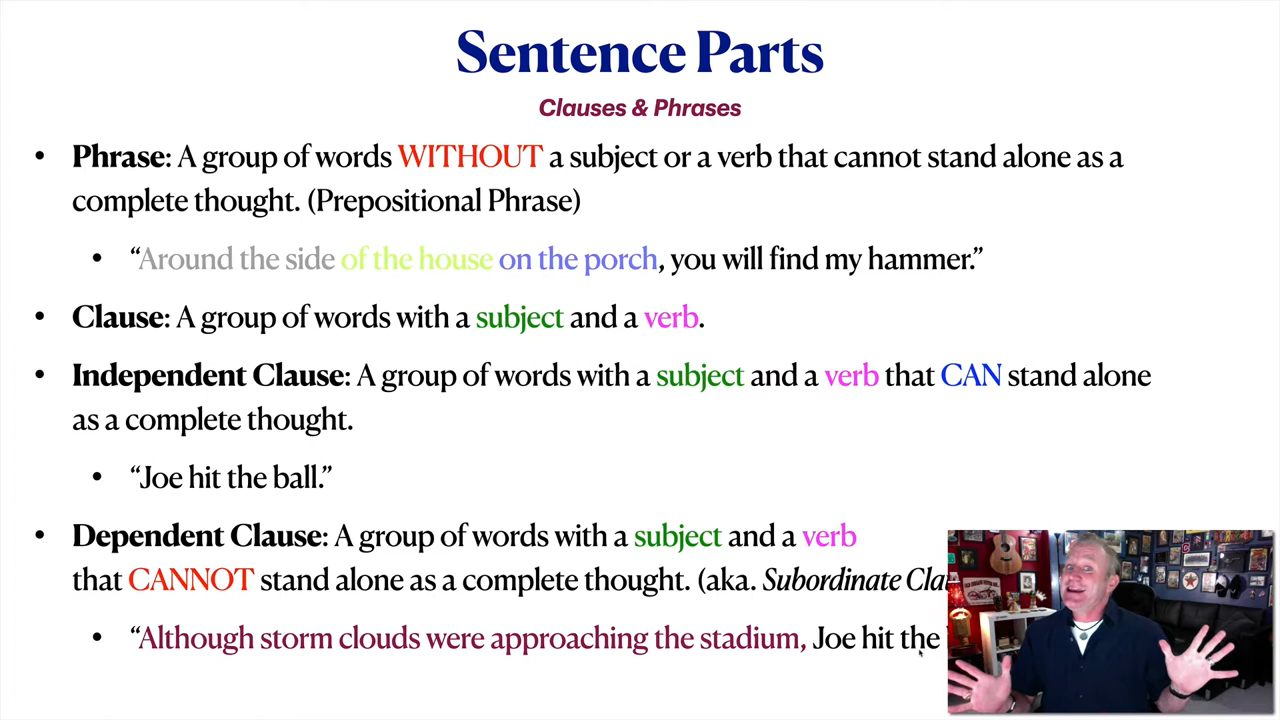 Sentence Parts
Clauses & Phrases
• Phrase: A group of words WITHOUT a subject or a verb that cannot stand alone as a
complete thought. (Prepositional Phrase)
• “Around the side of the house on the porch, you will find my hammer.”
• Clause: A group of words with a subject and a verb.
• Independent Clause: A group of words with a subject and a verb that CAN stand alone
as a complete thought.
• “Joe hit the ball.”
• Dependent Clause: A group of words with a subject and a verb
that CANNOT stand alone as a complete thought. (aka. Subordinate
• “Although storm clouds were approaching the stadium, Joe hit the